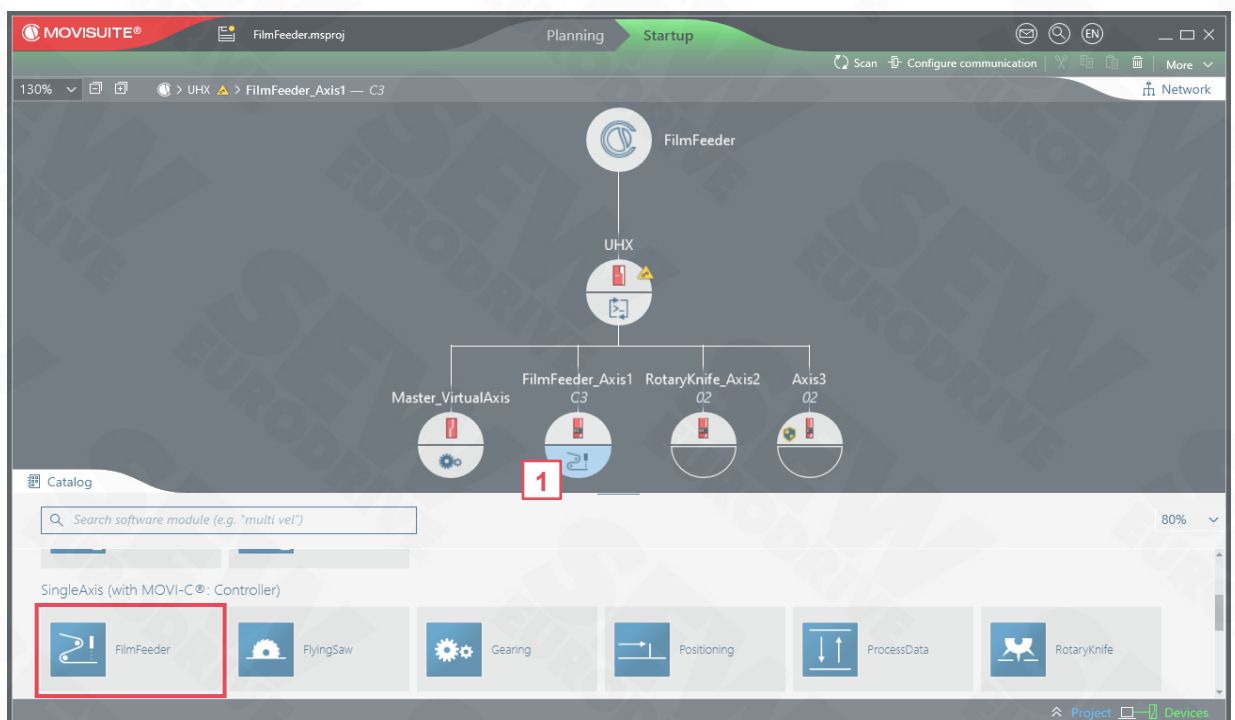 MOVISUITE®
FilmFeeder.msproj
Planning
Startup
EN
Scan
Configure communication
More
130%
UHX > FilmFeeder_Axis1 — C3
Network
FilmFeeder
UHX
FilmFeeder_Axis1
RotaryKnife_Axis2
Axis3
Master_VirtualAxis
C3
02
02
1
Catalog
Search software module (e.g. "multi vel")
80%
SingleAxis (with MOVI-C®: Controller)
FilmFeeder
FlyingSaw
Gearing
Positioning
ProcessData
RotaryKnife
Project
Devices
SEW
EURODRIVE